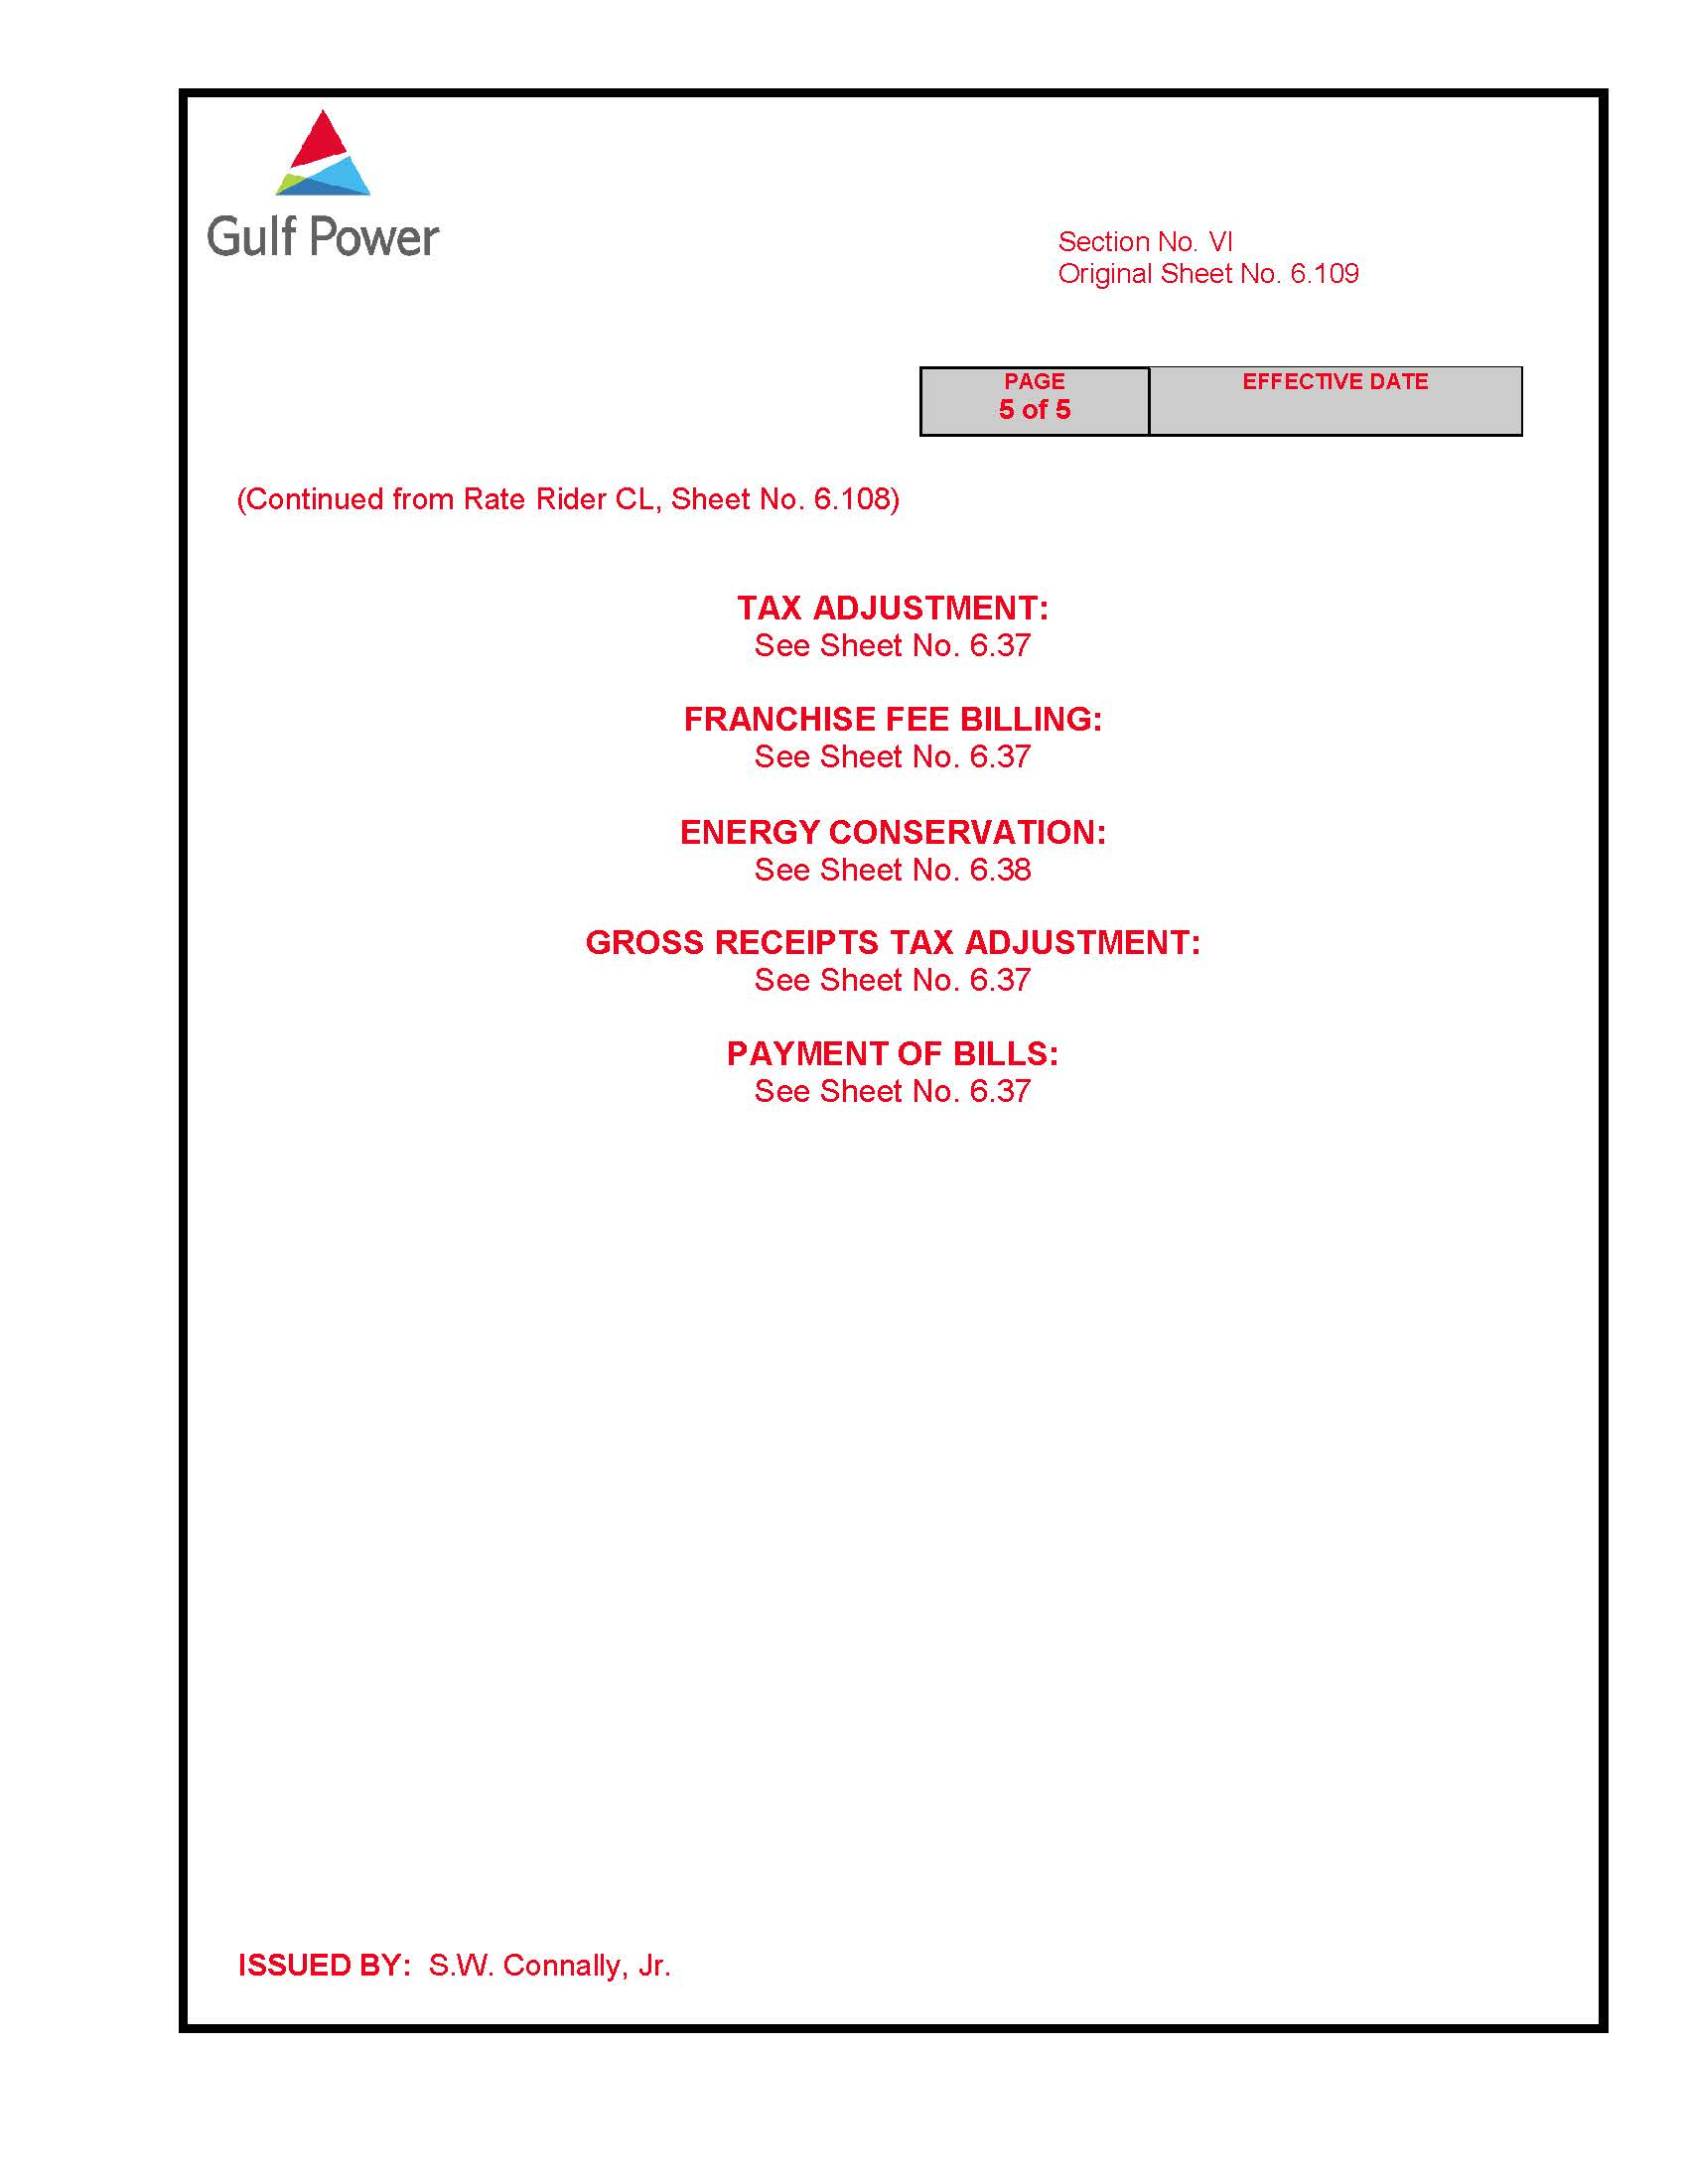 Gulf Power
Section No. VI
Original Sheet No. 6.109
PAGE
5 of 5
EFFECTIVE DATE
(Continued from Rate Rider CL, Sheet No. 6.108)
TAX ADJUSTMENT:
See Sheet No. 6.37
FRANCHISE FEE BILLING:
See Sheet No. 6.37
ENERGY CONSERVATION:
See Sheet No. 6.38
GROSS RECEIPTS TAX ADJUSTMENT:
See Sheet No. 6.37
PAYMENT OF BILLS:
See Sheet No. 6.37
ISSUED BY: S.W. Connally, Jr.